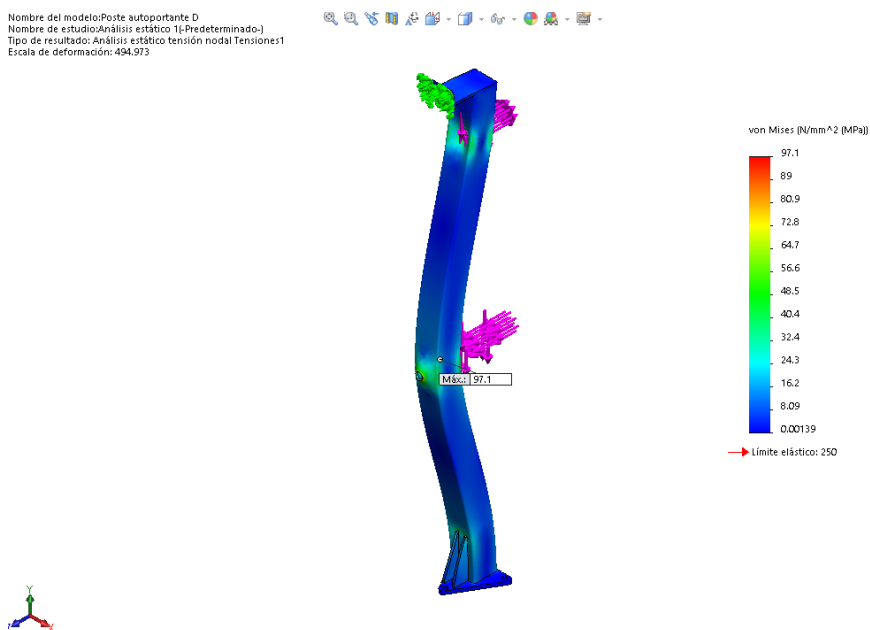 Nombre del modelo:Poste autoportante D
Nombre de estudio:Análisis estático 1(-Predeterminado-)
Tipo de resultado: Análisis estático tensión nodal Tensiones1
Escala de deformación: 494.973
von Mises (N/mm^2 (MPa))
97.1
89
80.9
72.8
64.7
56.6
48.5
40.4
32.4
24.3
16.2
8.09
0.00139
Límite elástico: 250
Máx.: 97.1
Y
Z
X